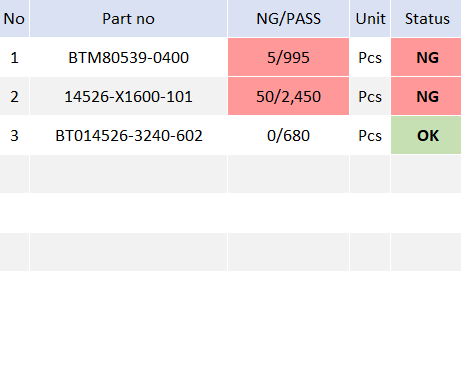 No Part no NG/PASS Unit Status
1 BTM80539-0400 5/995 Pcs NG
2 14526-X1600-101 50/2,450 Pcs NG
3 BT014526-3240-602 0/680 Pcs OK